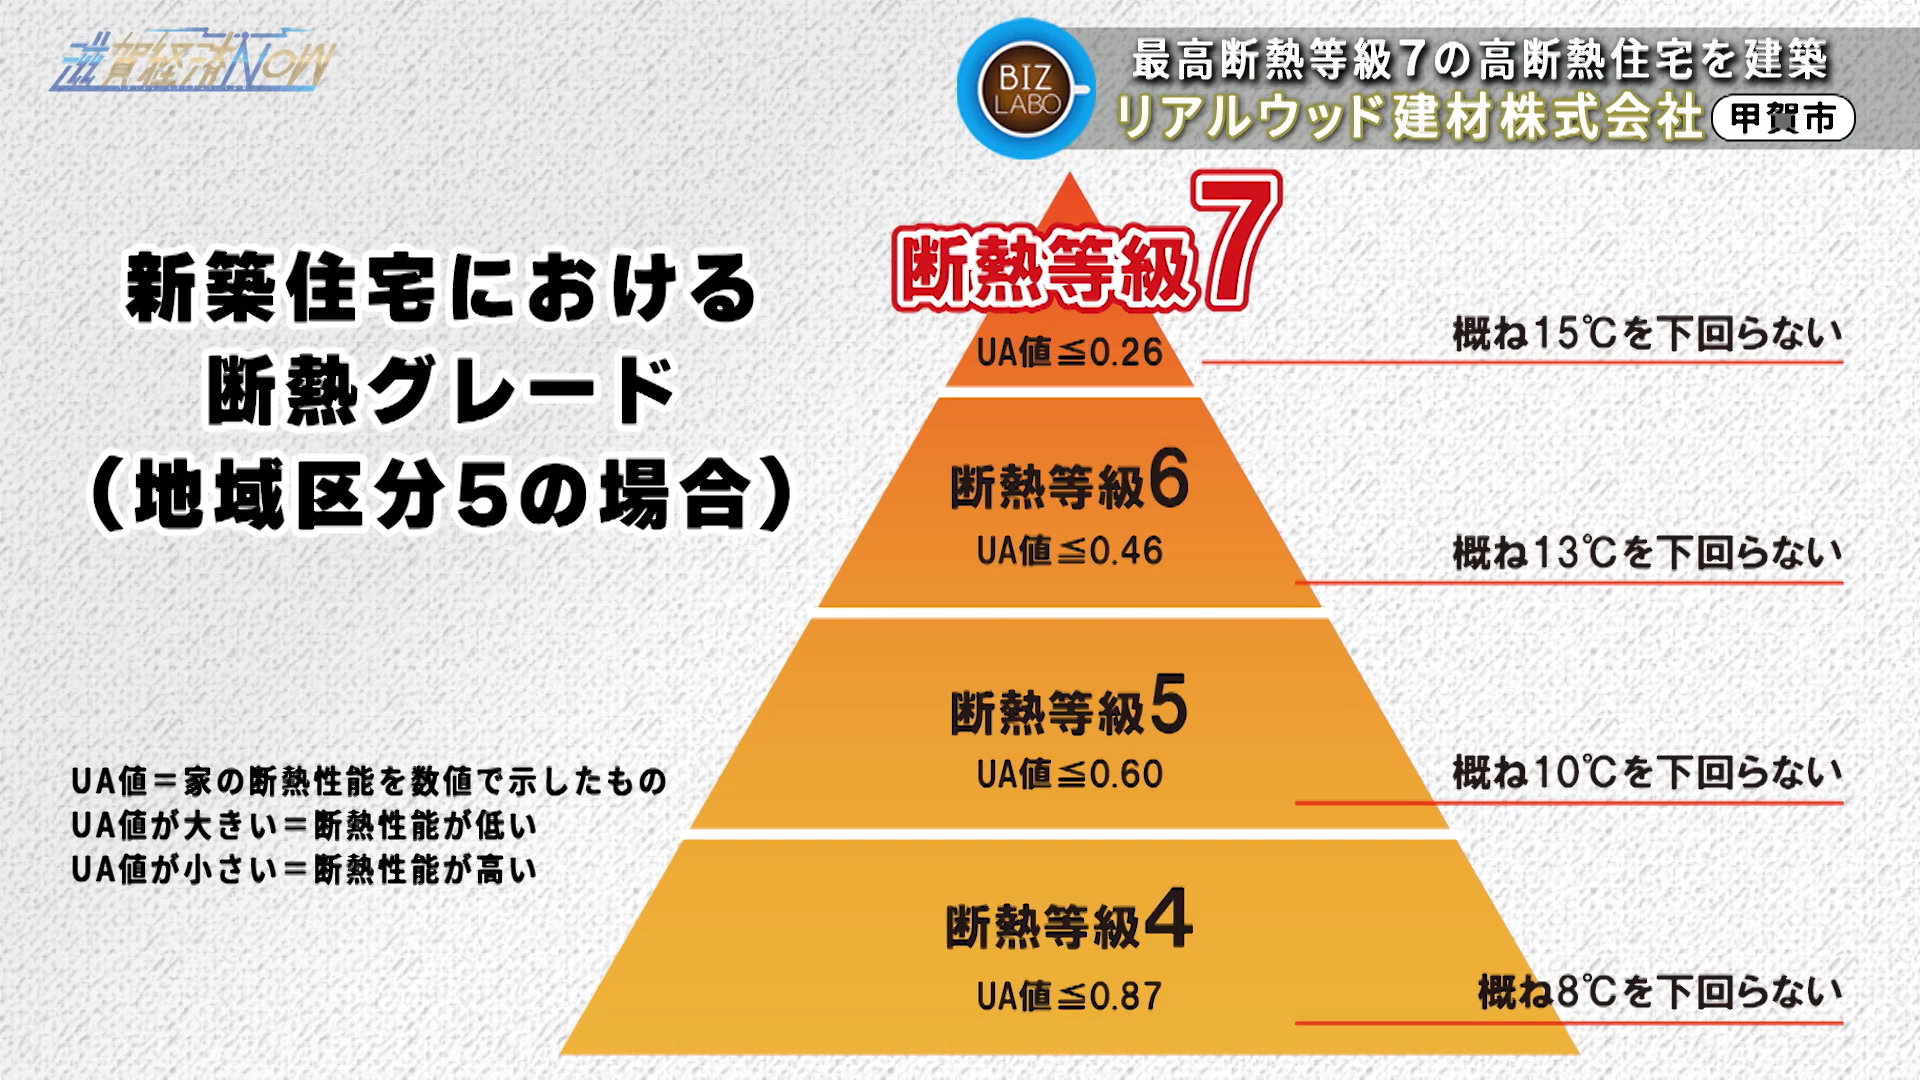 滋賀経済NOW
BIZ
LABO
最高断熱等級7の高断熱住宅を建築
リアルウッド建材株式会社
甲賀市
新築住宅における
断熱グレード
（地域区分5の場合）
断熱等級7
UA値≦0.26
概ね15℃を下回らない
断熱等級6
UA値≦0.46
概ね13℃を下回らない
断熱等級5
UA値≦0.60
概ね10℃を下回らない
断熱等級4
UA値≦0.87
概ね8℃を下回らない
UA値＝家の断熱性能を数値で示したもの
UA値が大きい＝断熱性能が低い
UA値が小さい＝断熱性能が高い